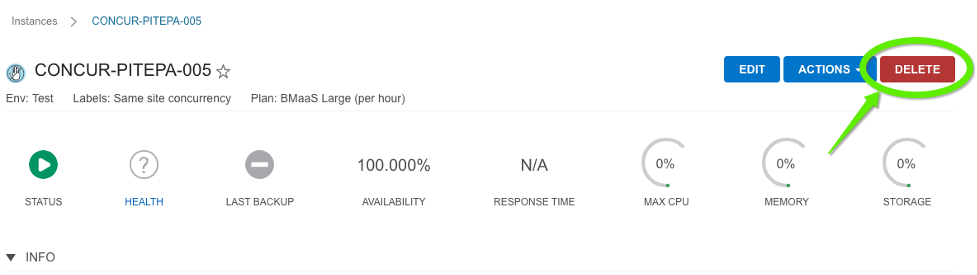 Instances > CONCUR-PITEPA-005
CONCUR-PITEPA-005
EDIT ACTIONS DELETE
Env: Test Labels: Same site concurrency Plan: BMaaS Large (per hour)
? 100.000% N/A 0% 0% 0%
STATUS HEALTH LAST BACKUP AVAILABILITY RESPONSE TIME MAX CPU MEMORY STORAGE
INFO